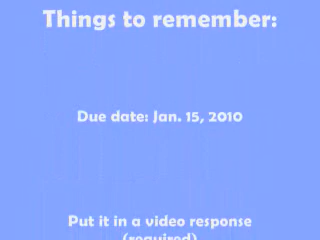 Things to remember:
Due date: Jan. 15, 2010
Put it in a video response
(required)